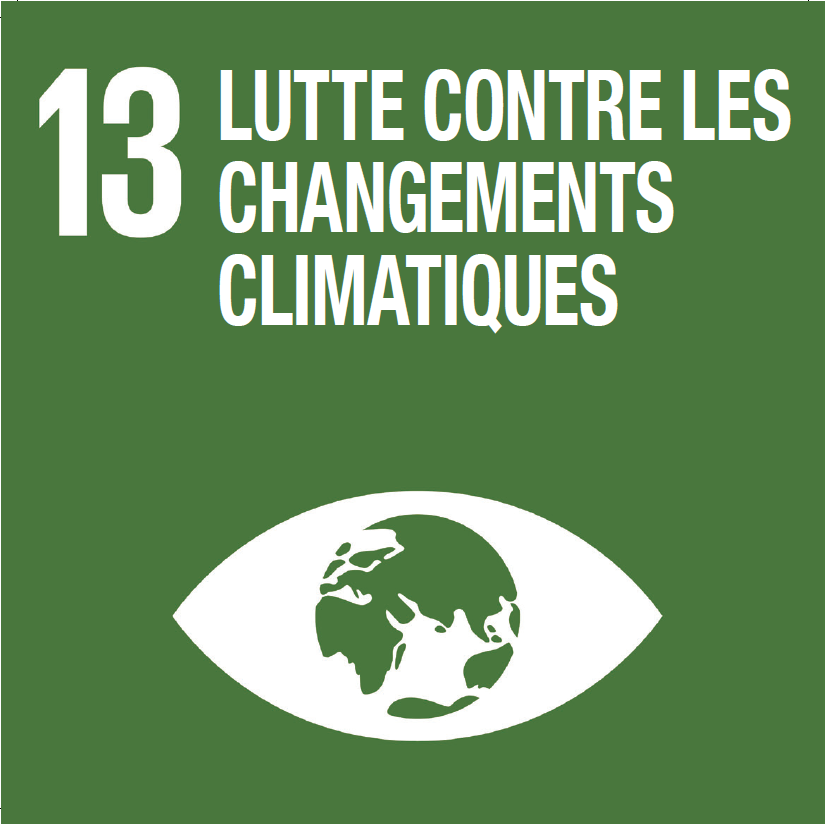 13
LUTTE CONTRE LES
CHANGEMENTS
CLIMATIQUES